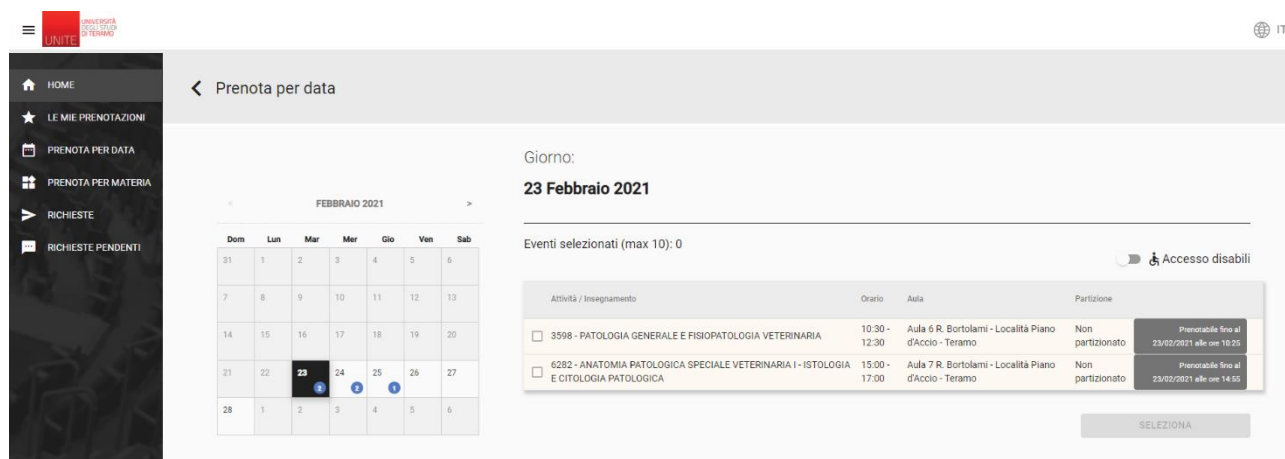 UNITE
UNIVERSITÀ
DEGLI STUDI
DI TERAMO
IT
HOME
LE MIE PRENOTAZIONI
PRENOTA PER DATA
PRENOTA PER MATERIA
RICHIESTE
RICHIESTE PENDENTI
Prenota per data
< FEBBRAIO 2021 >
Dom Lun Mar Mer Gio Ven Sab
31 1 2 3 4 5 6
7 8 9 10 11 12 13
14 15 16 17 18 19 20
21 22 23 2 24 2 25 1 26 27
28 1 2 3 4 5 6
Giorno:
23 Febbraio 2021
Eventi selezionati (max 10): 0
Accesso disabili
Attività / Insegnamento Orario Aula Partizione
3598 - PATOLOGIA GENERALE E FISIOPATOLOGIA VETERINARIA
10:30 -
12:30
Aula 6 R. Bortolami - Località Piano
d'Accio - Teramo
Non
partizionato
Prenotabile fino al
23/02/2021 alle ore 10:25
6282 - ANATOMIA PATOLOGICA SPECIALE VETERINARIA I - ISTOLOGIA
E CITOLOGIA PATOLOGICA
15:00 -
17:00
Aula 7 R. Bortolami - Località Piano
d'Accio - Teramo
Non
partizionato
Prenotabile fino al
23/02/2021 alle ore 14:55
SELEZIONA